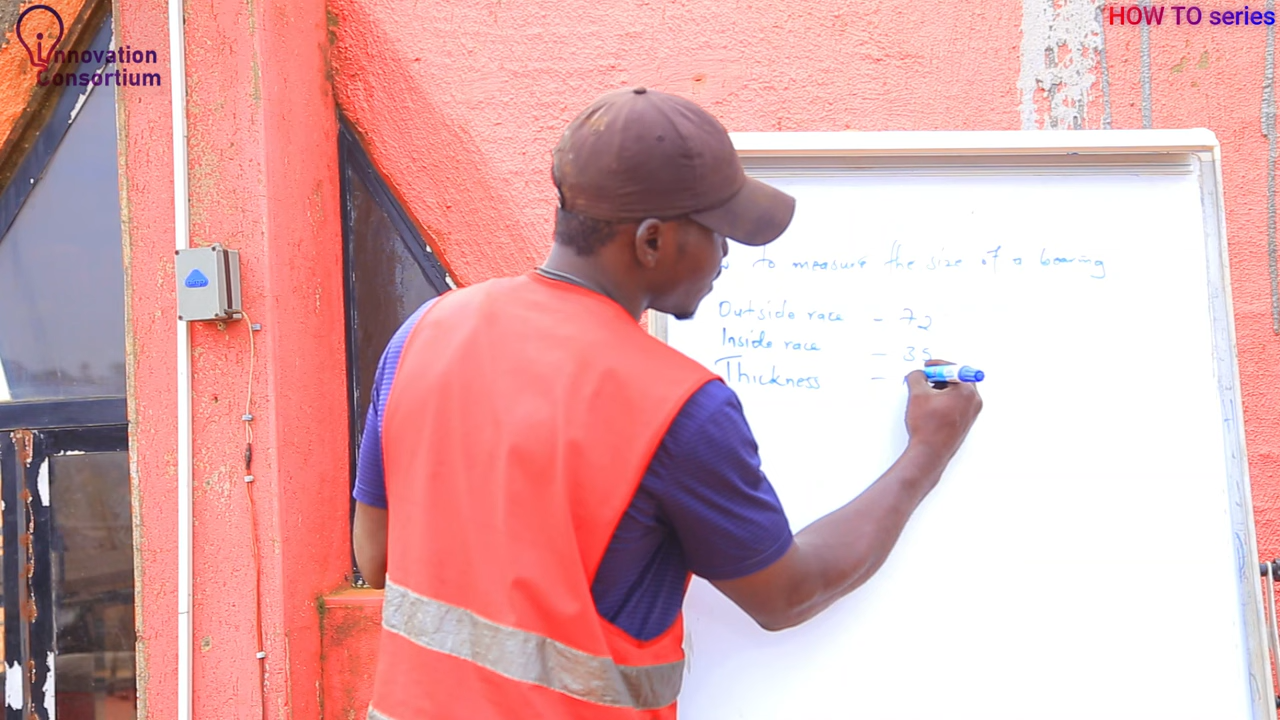 innovation
Consortium
HOW TO series
to measure the size of a bearing
Outside race - 72
Inside race - 35
Thickness -